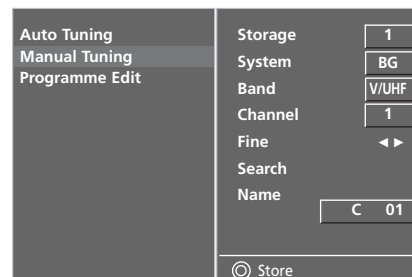 Auto Tuning
Manual Tuning
Programme Edit
Storage 1
System BG
Band V/UHF
Channel 1
Fine ◄ ►
Search
Name
C 01
Store